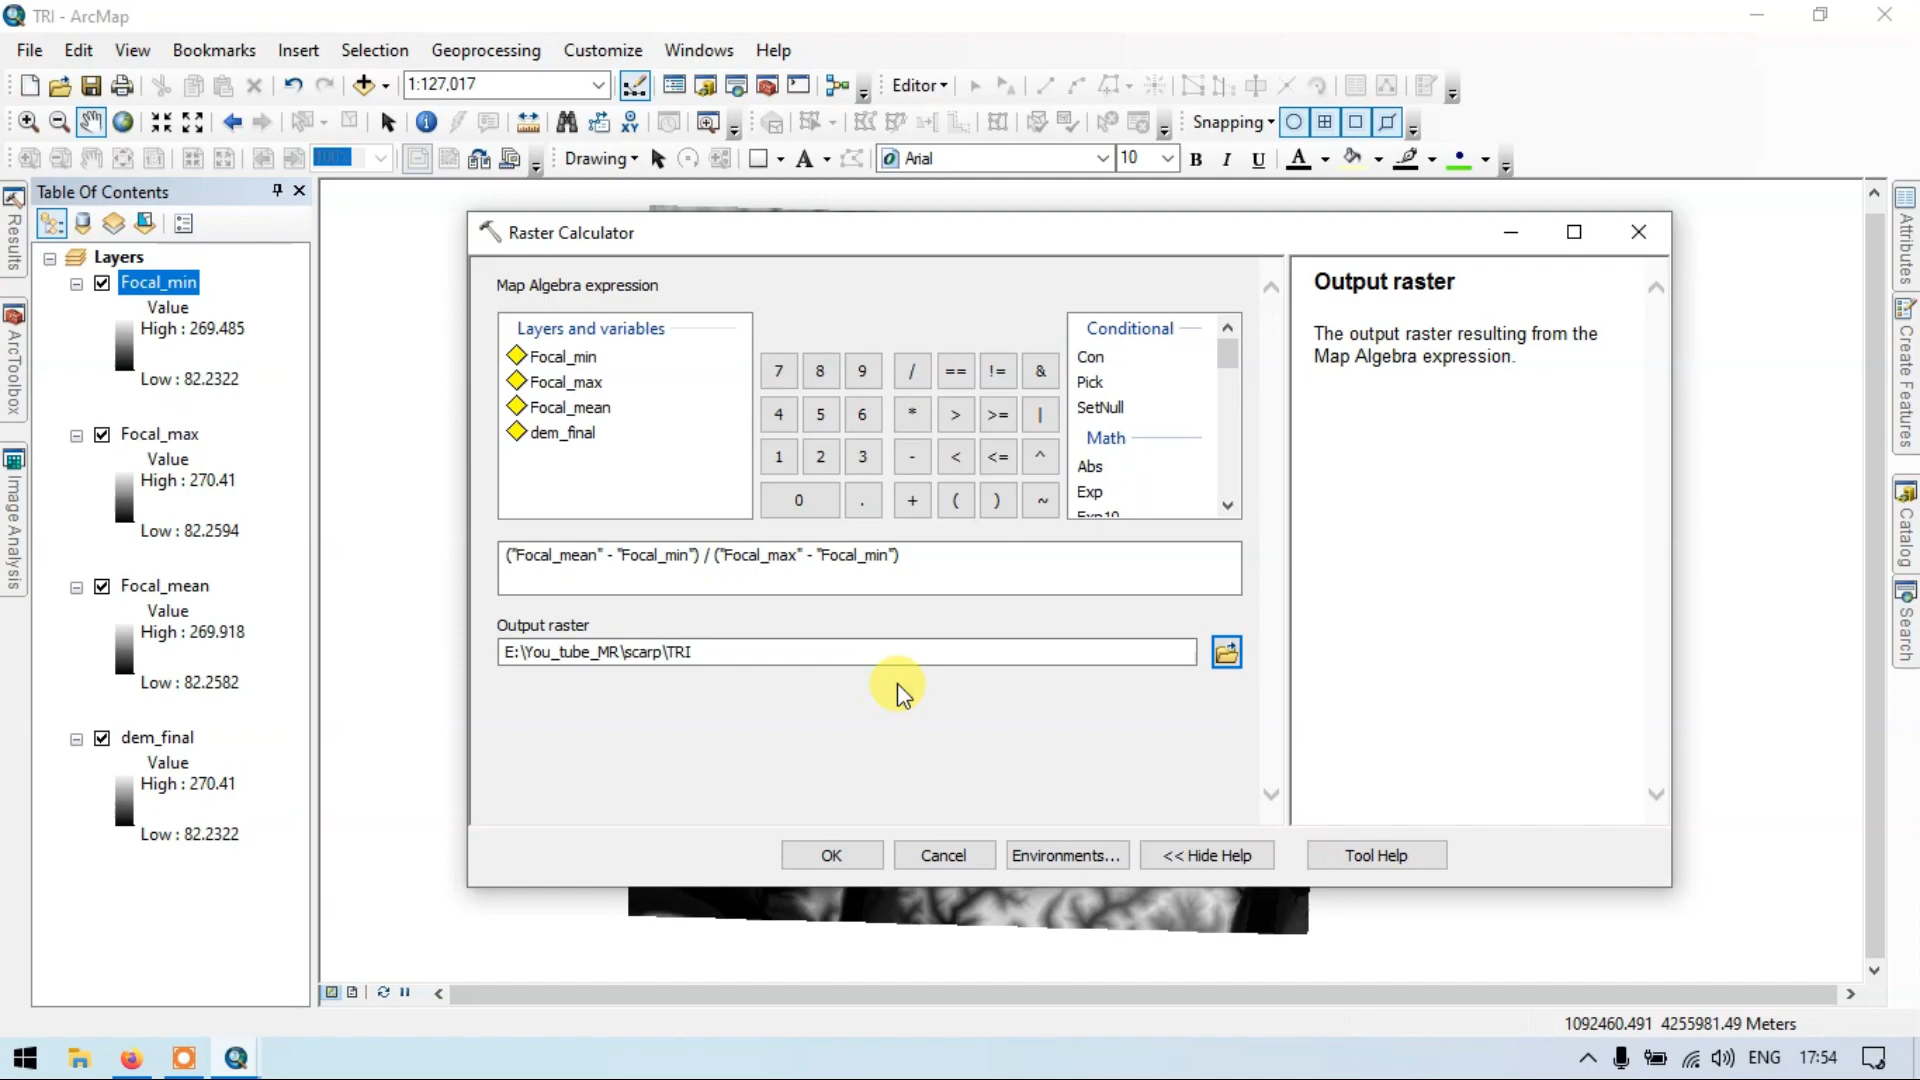 TRI - ArcMap
File Edit View Bookmarks Insert Selection Geoprocessing Customize Windows Help
1:127,017
Editor
Snapping
100%
Drawing
Arial
10
B I U A
Table Of Contents
Results
ArcToolbox
Image Analysis
Layers
Focal_min
Value
High : 269.485
Low : 82.2322
Focal_max
Value
High : 270.41
Low : 82.2594
Focal_mean
Value
High : 269.918
Low : 82.2582
dem_final
Value
High : 270.41
Low : 82.2322
Raster Calculator
Map Algebra expression
Layers and variables
Focal_min
Focal_max
Focal_mean
dem_final
7 8 9 / == != &
4 5 6 * > >= |
1 2 3 - < <= ^
0 . + ( ) ~
Conditional
Con
Pick
SetNull
Math
Abs
Exp
Exp10
("Focal_mean" - "Focal_min") / ("Focal_max" - "Focal_min")
Output raster
E:\You_tube_MR\scarp\TRI
OK Cancel Environments... << Hide Help Tool Help
Output raster
The output raster resulting from the
Map Algebra expression.
Attributes
Create Features
Catalog
Search
1092460.491 4255981.49 Meters
ENG 17:54